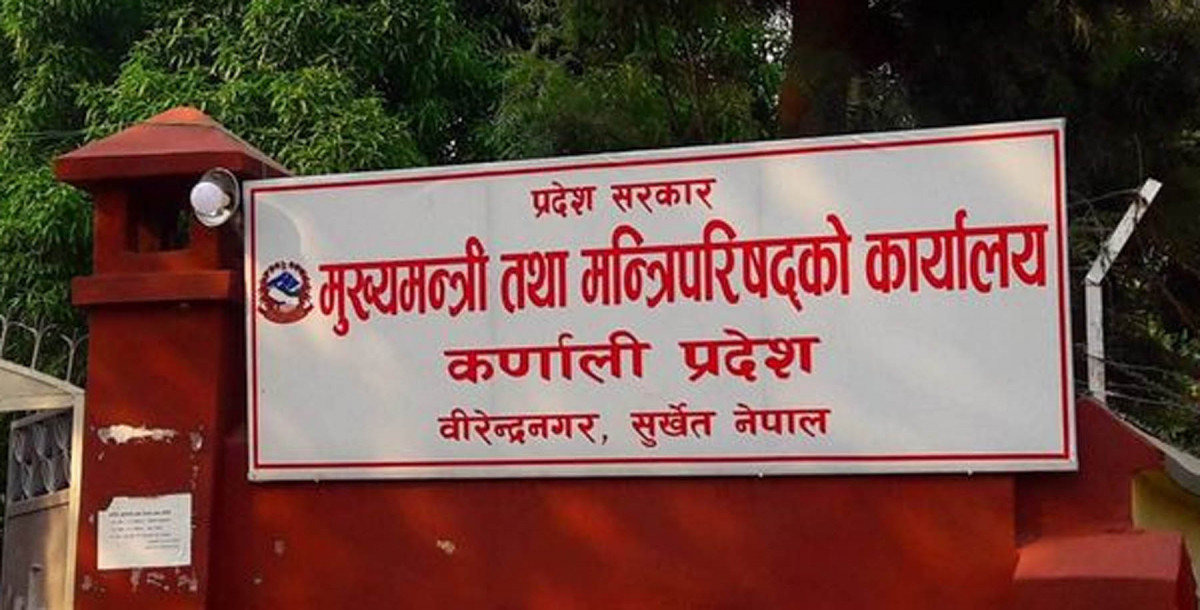 प्रदेश सरकार
मुख्यमन्त्री तथा मन्त्रिपरिषद्को कार्यालय
कर्णाली प्रदेश
वीरेन्द्रनगर, सुर्खेत नेपाल